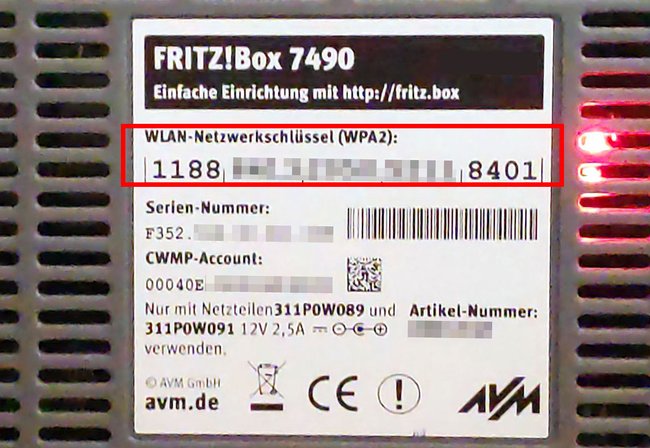 FRITZ!Box 7490
Einfache Einrichtung mit http://fritz.box
WLAN-Netzwerkschlüssel (WPA2):
1188 8401
Serien-Nummer:
F352.
CWMP-Account:
00040E
Nur mit Netzteilen 311P0W089 und
311P0W091 12V 2,5A
verwenden.
Artikel-Nummer:
© AVM GmbH
avm.de
CE
!
AVM